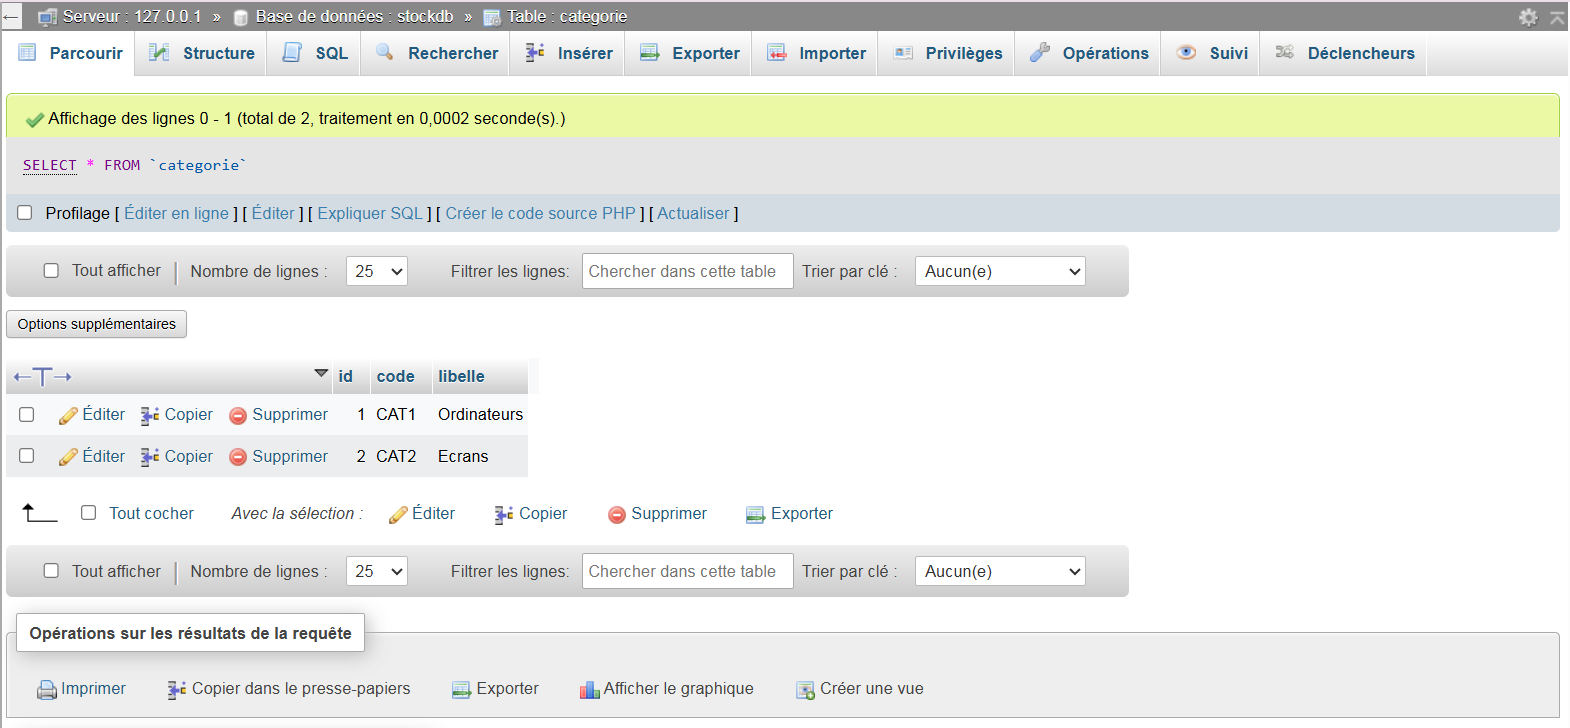 Serveur : 127.0.0.1 » Base de données : stockdb » Table : categorie
Parcourir Structure SQL Rechercher Insérer Exporter Importer Privilèges Opérations Suivi Déclencheurs
Affichage des lignes 0 - 1 (total de 2, traitement en 0,0002 seconde(s).)
SELECT * FROM `categorie`
Profilage [ Éditer en ligne ] [ Éditer ] [ Expliquer SQL ] [ Créer le code source PHP ] [ Actualiser ]
Tout afficher | Nombre de lignes : 25 Filtrer les lignes: Chercher dans cette table Trier par clé : Aucun(e)
Options supplémentaires
id code libelle
Éditer Copier Supprimer 1 CAT1 Ordinateurs
Éditer Copier Supprimer 2 CAT2 Ecrans
Tout cocher Avec la sélection : Éditer Copier Supprimer Exporter
Tout afficher | Nombre de lignes : 25 Filtrer les lignes: Chercher dans cette table Trier par clé : Aucun(e)
Opérations sur les résultats de la requête
Imprimer Copier dans le presse-papiers Exporter Afficher le graphique Créer une vue